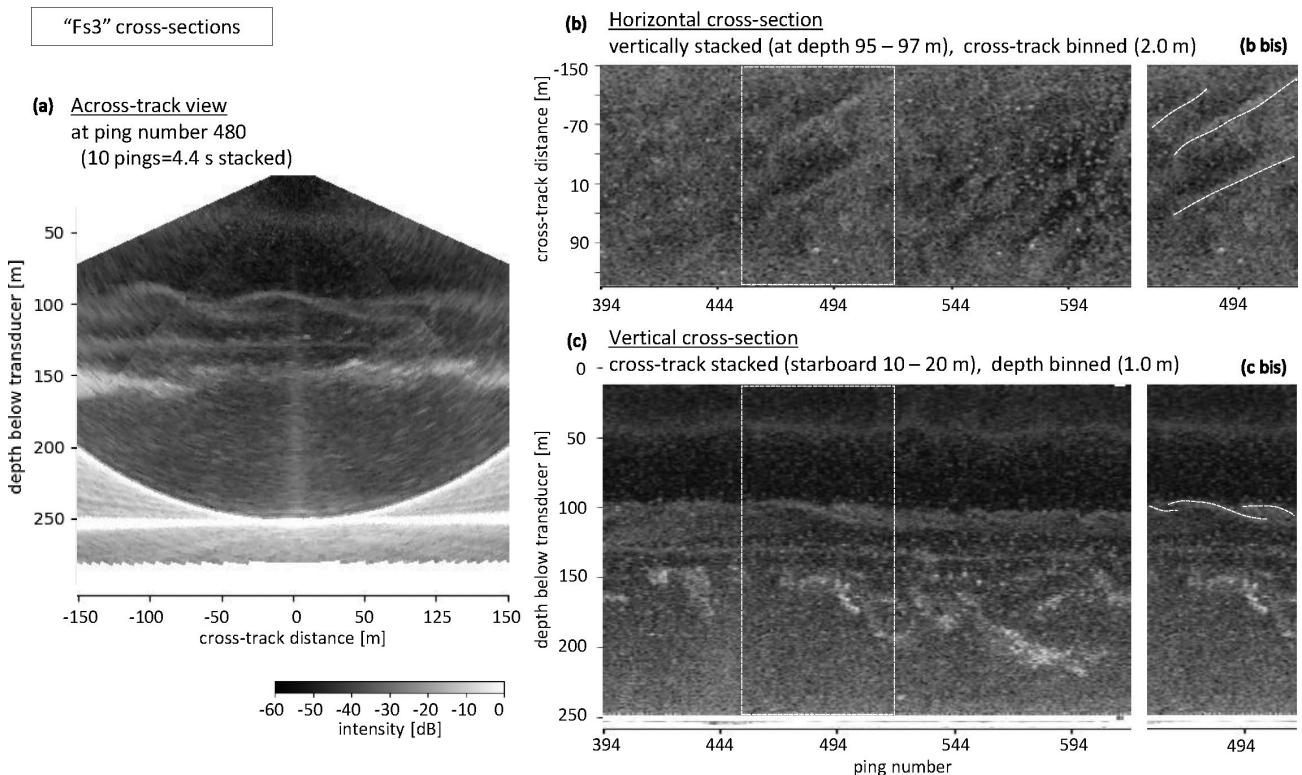 “Fs3” cross-sections
(a) Across-track view
at ping number 480
(10 pings=4.4 s stacked)
depth below transducer [m]
50
100
150
200
250
-150
-100
-50
0
50
125
150
cross-track distance [m]
-60
-50
-40
-30
-20
-10
0
intensity [dB]
(b) Horizontal cross-section
vertically stacked (at depth 95 – 97 m), cross-track binned (2.0 m)
(b bis)
cross-track distance [m]
-150
-70
10
90
394
444
494
544
594
494
(c) Vertical cross-section
cross-track stacked (starboard 10 – 20 m), depth binned (1.0 m)
(c bis)
depth below transducer [m]
0
50
100
150
200
250
394
444
494
544
594
494
ping number